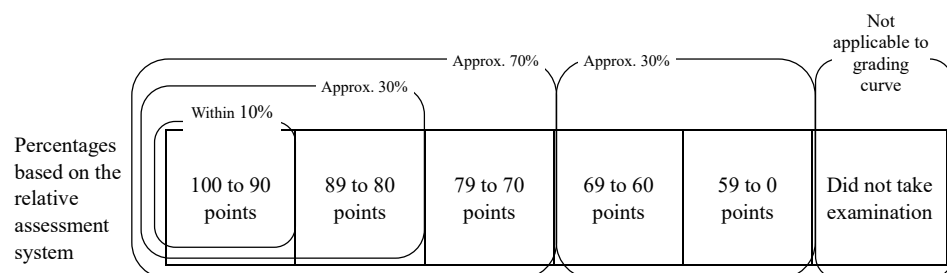 Not
applicable to
grading
curve
Approx. 70%
Approx. 30%
Approx. 30%
Within 10%
Percentages
based on the
relative
assessment
system
100 to 90
points
89 to 80
points
79 to 70
points
69 to 60
points
59 to 0
points
Did not take
examination